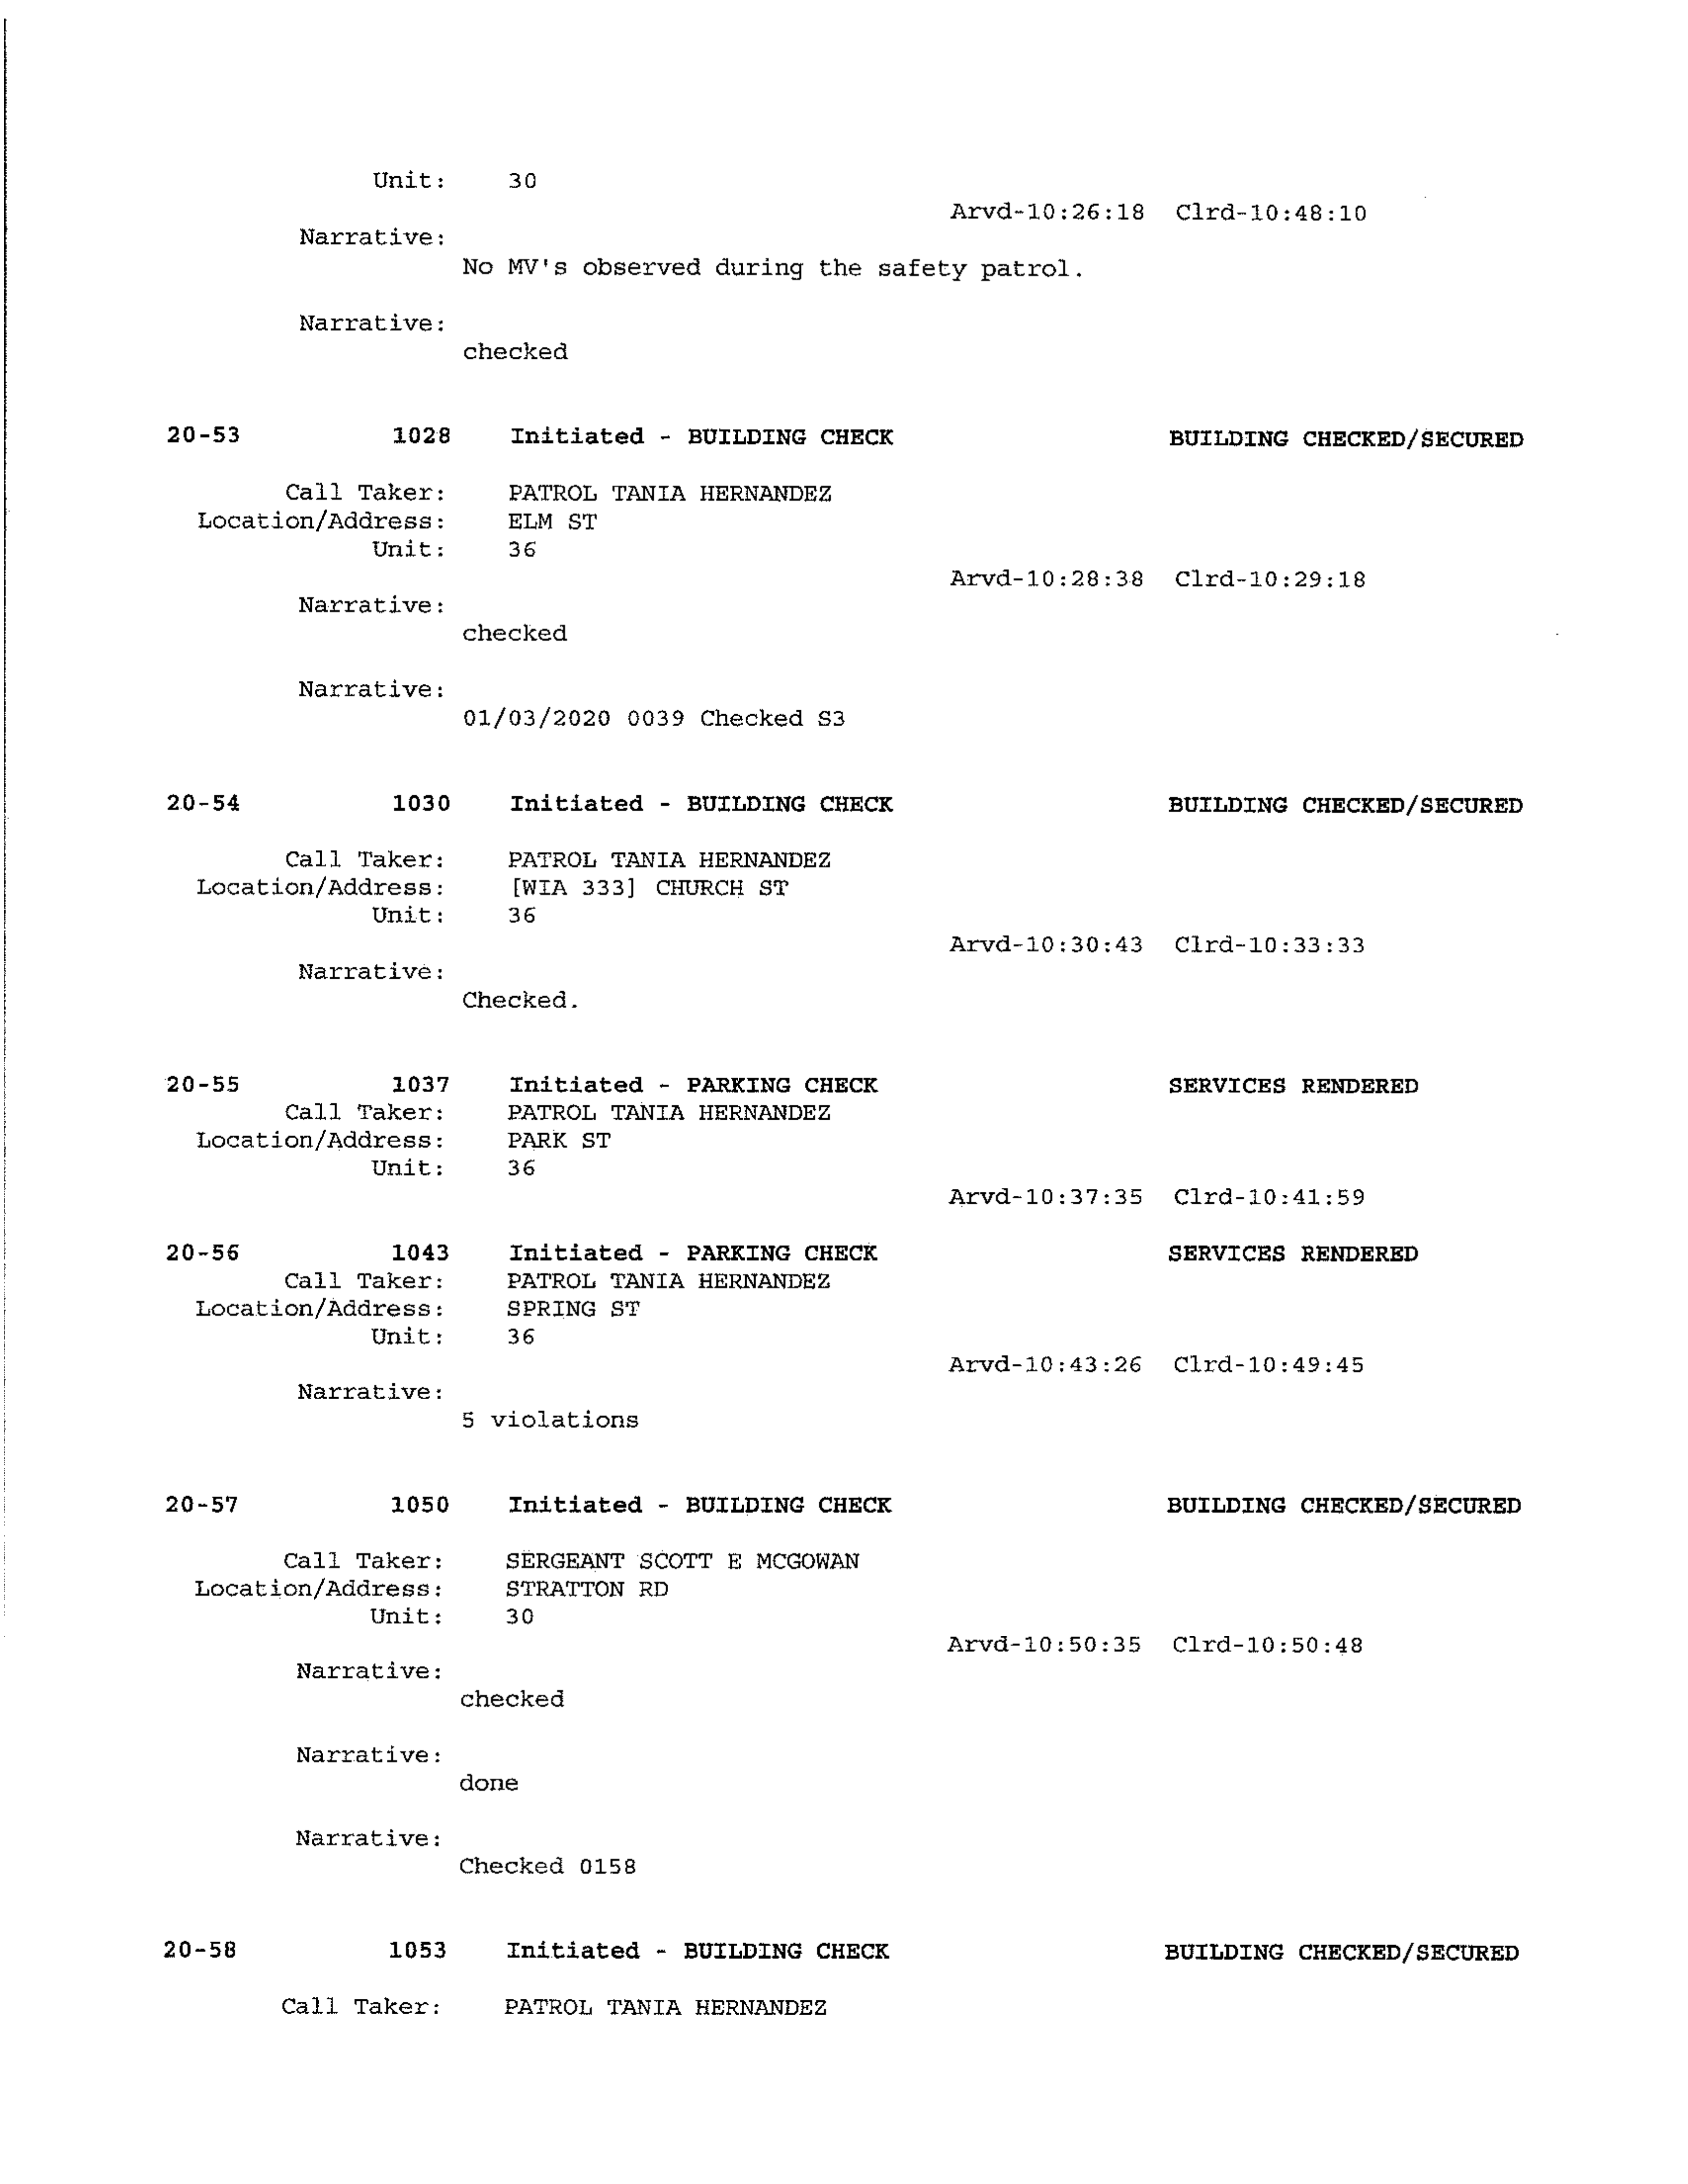 Unit: 30
Arvd-10:26:18 Clrd-10:48:10
Narrative:
No MV's observed during the safety patrol.
Narrative:
checked
20-53 1028 Initiated - BUILDING CHECK BUILDING CHECKED/SECURED
Call Taker: PATROL TANIA HERNANDEZ
Location/Address: ELM ST
Unit: 36
Arvd-10:28:38 Clrd-10:29:18
Narrative:
checked
Narrative:
01/03/2020 0039 Checked S3
20-54 1030 Initiated - BUILDING CHECK BUILDING CHECKED/SECURED
Call Taker: PATROL TANIA HERNANDEZ
Location/Address: [WIA 333] CHURCH ST
Unit: 36
Arvd-10:30:43 Clrd-10:33:33
Narrative:
Checked.
20-55 1037 Initiated - PARKING CHECK SERVICES RENDERED
Call Taker: PATROL TANIA HERNANDEZ
Location/Address: PARK ST
Unit: 36
Arvd-10:37:35 Clrd-10:41:59
20-56 1043 Initiated - PARKING CHECK SERVICES RENDERED
Call Taker: PATROL TANIA HERNANDEZ
Location/Address: SPRING ST
Unit: 36
Arvd-10:43:26 Clrd-10:49:45
Narrative:
5 violations
20-57 1050 Initiated - BUILDING CHECK BUILDING CHECKED/SECURED
Call Taker: SERGEANT SCOTT E MCGOWAN
Location/Address: STRATTON RD
Unit: 30
Arvd-10:50:35 Clrd-10:50:48
Narrative:
checked
Narrative:
done
Narrative:
Checked 0158
20-58 1053 Initiated - BUILDING CHECK BUILDING CHECKED/SECURED
Call Taker: PATROL TANIA HERNANDEZ